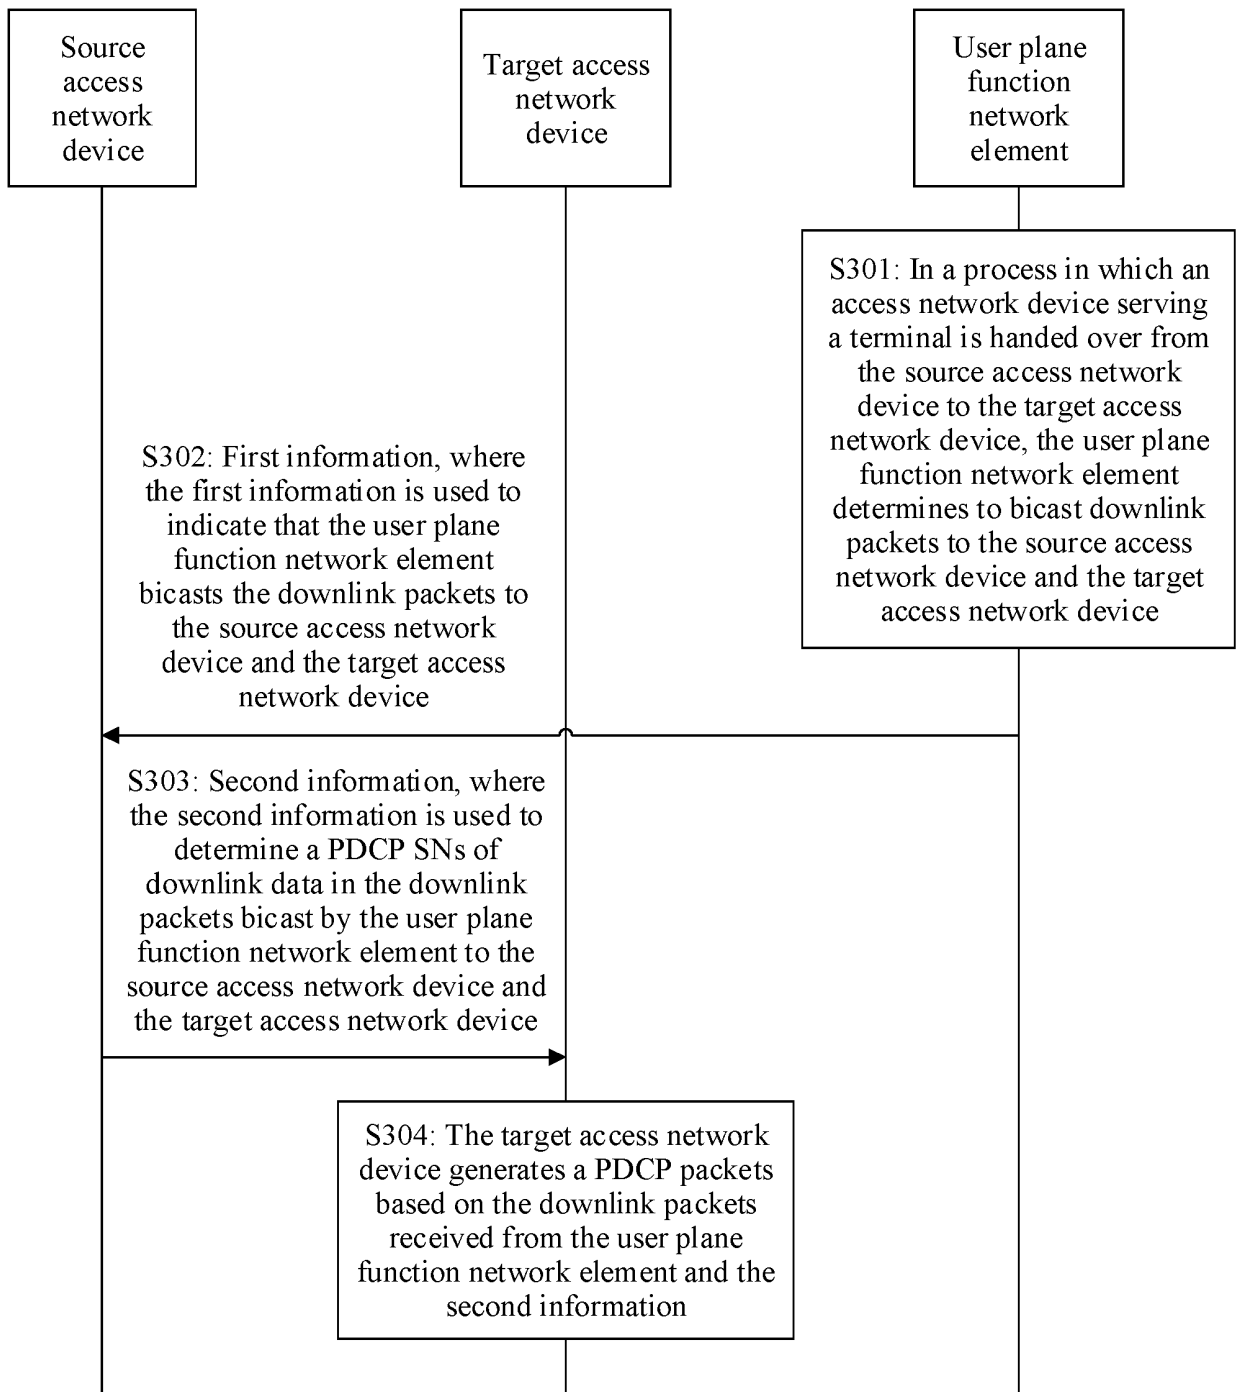 Source
access
network
device
Target access
network
device
User plane
function
network
element
S301: In a process in which an
access network device serving
a terminal is handed over from
the source access network
device to the target access
network device, the user plane
function network element
determines to bicast downlink
packets to the source access
network device and the target
access network device
S302: First information, where
the first information is used to
indicate that the user plane
function network element
bicasts the downlink packets to
the source access network
device and the target access
network device
S303: Second information, where
the second information is used to
determine a PDCP SNs of
downlink data in the downlink
packets bicast by the user plane
function network element to the
source access network device and
the target access network device
S304: The target access network
device generates a PDCP packets
based on the downlink packets
received from the user plane
function network element and the
second information